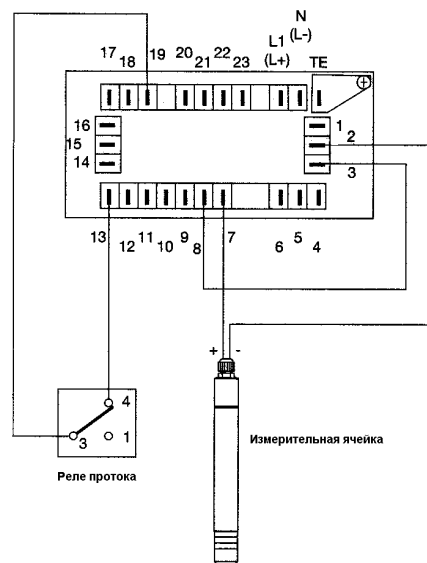 N
(L-)
L1
(L+)
17 18 19 20 21 22 23 TE
16
15
14
1
2
3
13 12 11 10 9 8 7 6 5 4
+ -
4
3 1
Измерительная ячейка
Реле протока